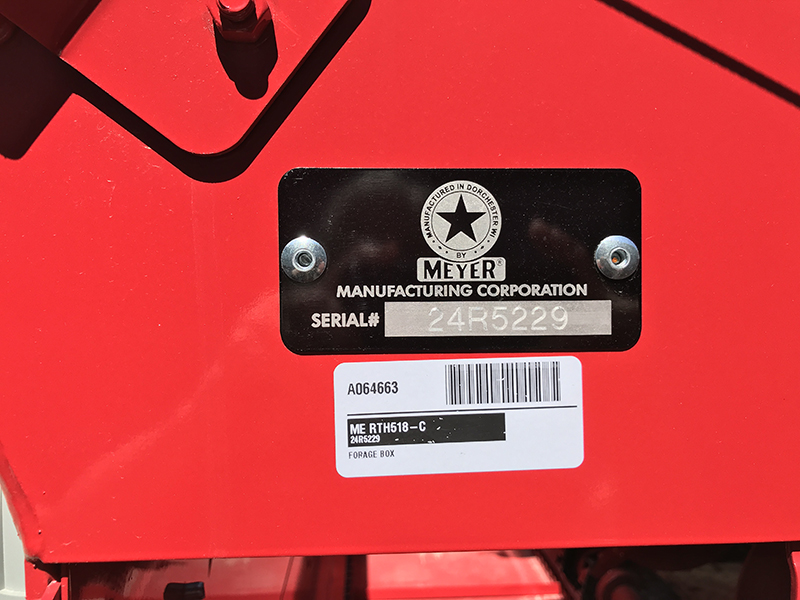 MANUFACTURED IN DORCHESTER WI
BY
MEYER®
MANUFACTURING CORPORATION
SERIAL# 24R5229
A064663
ME RTH518-C
24R5229
FORAGE BOX